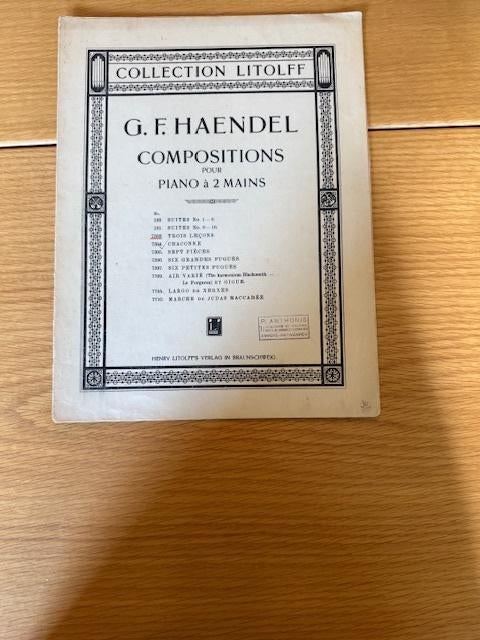 COLLECTION LITOLFF
G. F. HAENDEL
COMPOSITIONS
POUR
PIANO à 2 MAINS
No.
SUITES No. 1–8
SUITES No. 9–16
TROIS LEÇONS
CHACONNE
SEPT PIÈCES
SIX GRANDES FUGUES
SIX PETITES FUGUES
AIR VARIÉ (The harmonious Blacksmith —
Le Forgeron) ET GIGUE
LARGO DE XERXES
MARCHE DE JUDAS MACCABÉE
L
P. ANTHONIS
HENRY LITOLFF'S VERLAG IN BRAUNSCHWEIG.